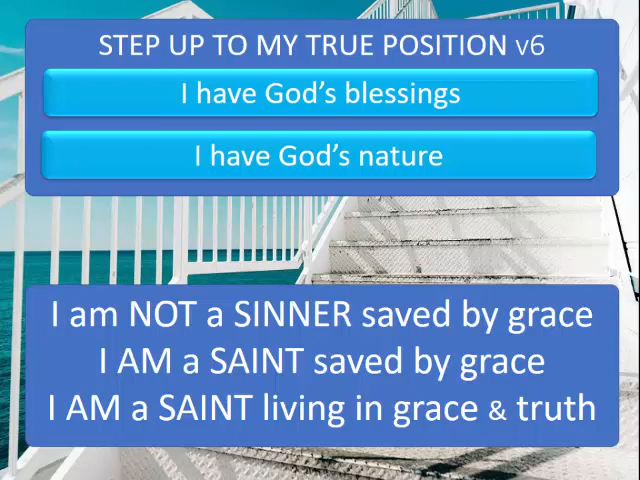 STEP UP TO MY TRUE POSITION v6
I have God's blessings
I have God's nature
I am NOT a SINNER saved by grace
I AM a SAINT saved by grace
I AM a SAINT living in grace & truth